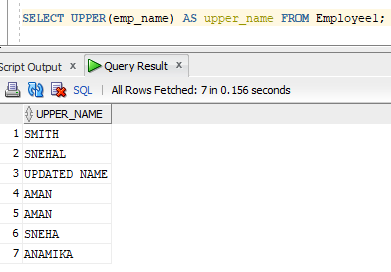 SELECT UPPER(emp_name) AS upper_name FROM Employee1;
Script Output x Query Result x
SQL | All Rows Fetched: 7 in 0.156 seconds
UPPER_NAME
1 SMITH
2 SNEHAL
3 UPDATED NAME
4 AMAN
5 AMAN
6 SNEHA
7 ANAMIKA